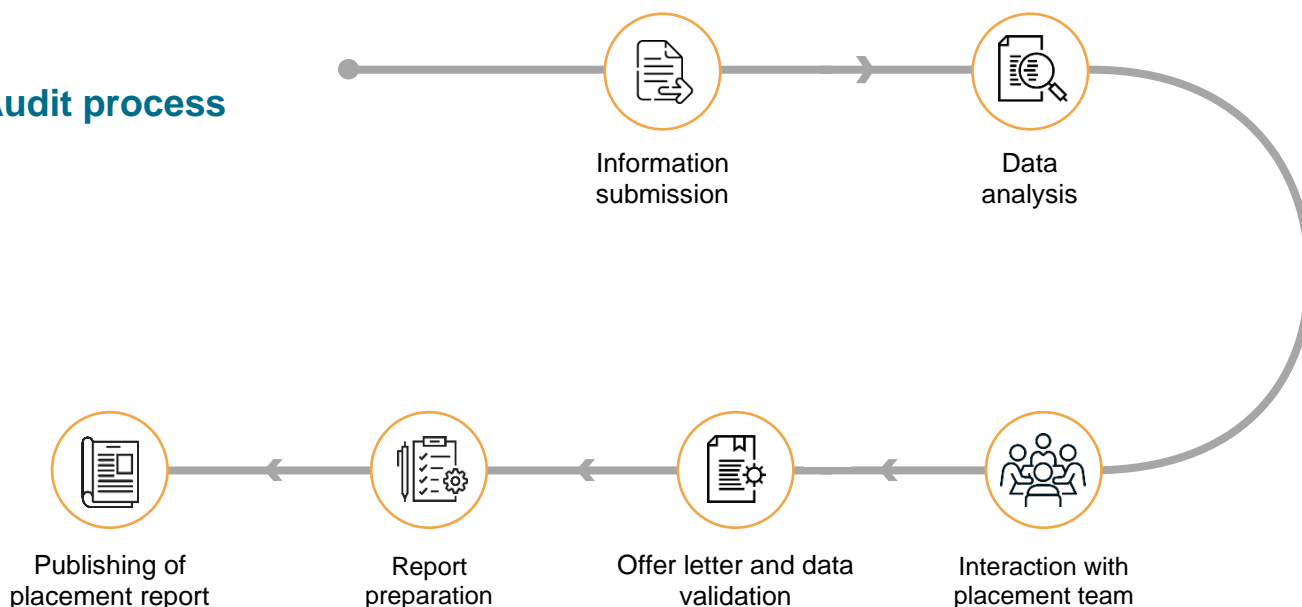 Audit process
Information
submission
Data
analysis
Interaction with
placement team
Offer letter and data
validation
Report
preparation
Publishing of
placement report